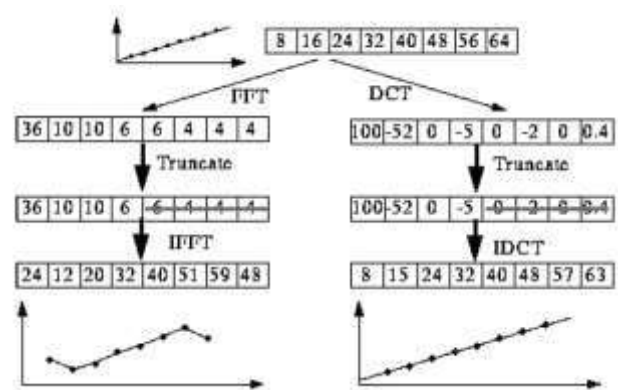 8 16 24 32 40 48 56 64
FFT DCT
36 10 10 6 6 4 4 4 100 -52 0 -5 0 -2 0 0.4
Truncate Truncate
36 10 10 6 6 4 4 4 100 -52 0 -5 0 -2 0 0.4
IFFT IDCT
24 12 20 32 40 51 59 48 8 15 24 32 40 48 57 63